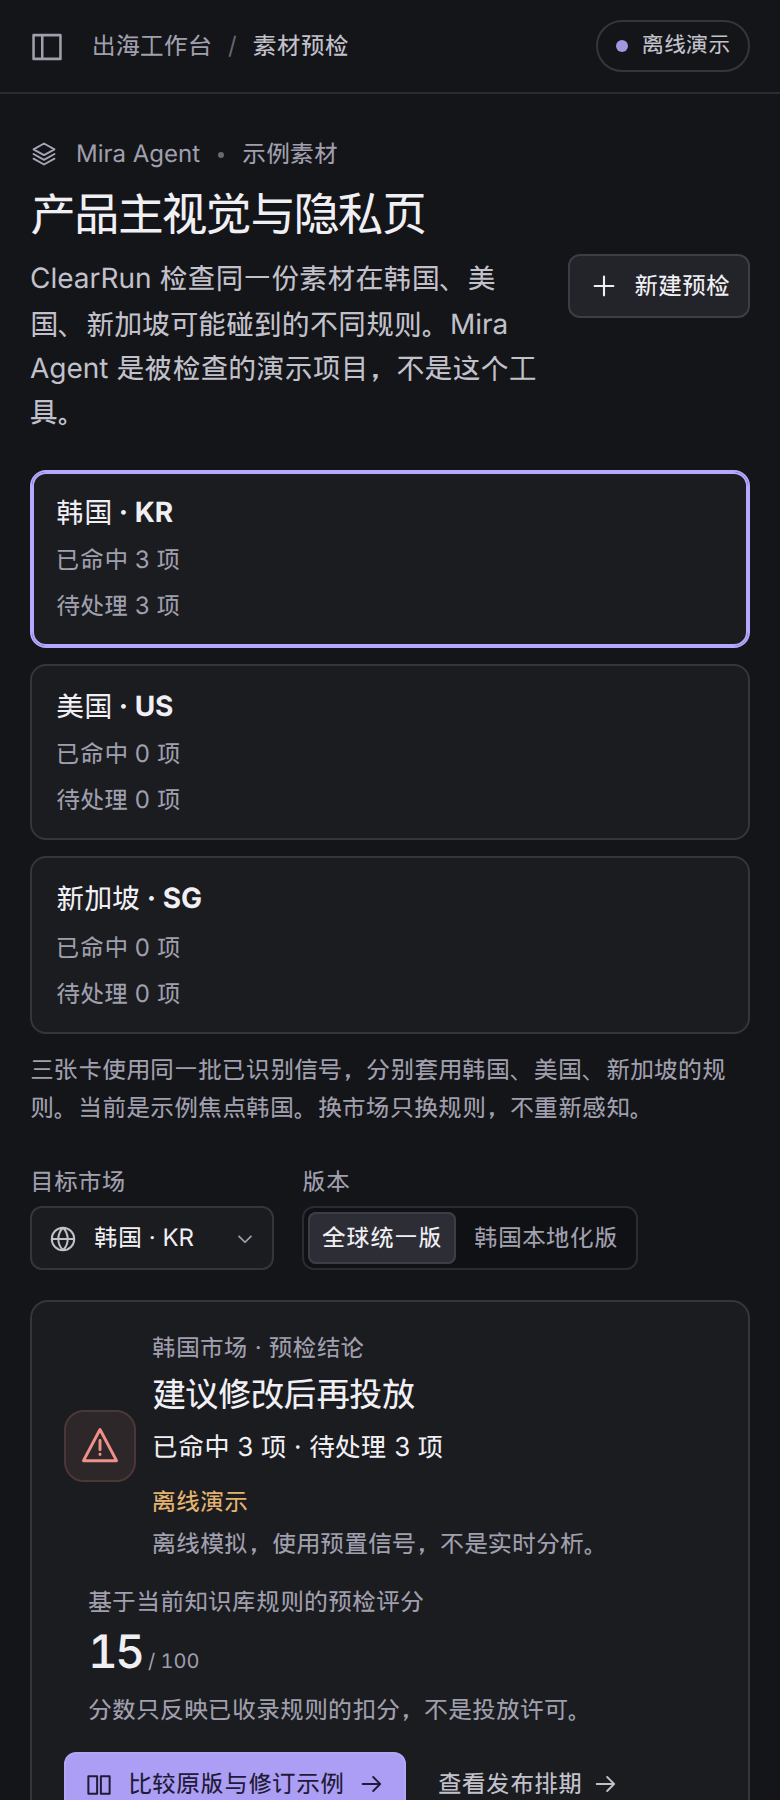 出海工作台 / 素材预检
离线演示
Mira Agent • 示例素材
产品主视觉与隐私页
ClearRun 检查同一份素材在韩国、美
国、新加坡可能碰到的不同规则。Mira
Agent 是被检查的演示项目，不是这个工
具。
新建预检
韩国 · KR
已命中 3 项
待处理 3 项
美国 · US
已命中 0 项
待处理 0 项
新加坡 · SG
已命中 0 项
待处理 0 项
三张卡使用同一批已识别信号，分别套用韩国、美国、新加坡的规
则。当前是示例焦点韩国。换市场只换规则，不重新感知。
目标市场
版本
韩国 · KR
全球统一版
韩国本地化版
韩国市场 · 预检结论
建议修改后再投放
已命中 3 项 · 待处理 3 项
离线演示
离线模拟，使用预置信号，不是实时分析。
基于当前知识库规则的预检评分
15 / 100
分数只反映已收录规则的扣分，不是投放许可。
比较原版与修订示例 →
查看发布排期 →